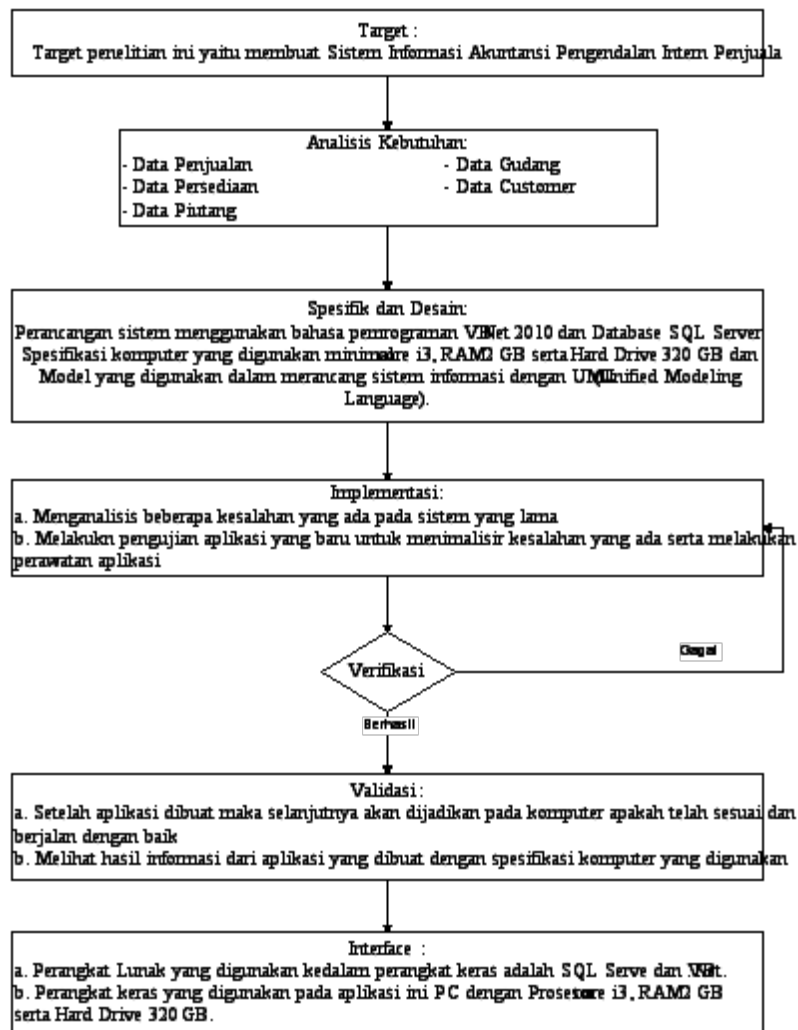 Target :
Target penelitian ini yaitu membuat Sistem Informasi Akuntansi Pengendalan Intern Penjuala
Analisis Kebutuhan:
- Data Penjualan - Data Gudang
- Data Persediaan - Data Customer
- Data Piutang
Spesifik dan Desain:
Perancangan sistem menggunakan bahasa pemrograman Net 2010 dan Database SQL Server
Spesifikasi komputer yang digunakan i3, RAM 2 GB serta Hard Drive 320 GB dan
Model yang digunakan dalam merancang sistem informasi dengan UML (Unified Modeling
Language).
Implementasi:
a. Menganalisis beberapa kesalahan yang ada pada sistem yang lama
b. Melakukn pengujian aplikasi yang baru untuk menimalisir kesalahan yang ada serta melakukan
perawatan aplikasi
Verifikasi
Gagal
Berhasil
Validasi:
a. Setelah aplikasi dibuat maka selanjutnya akan dijadikan pada komputer apakah telah sesuai dan
berjalan dengan baik
b. Melihat hasil informasi dari aplikasi yang dibuat dengan spesifikasi komputer yang digunakan
Interface :
a. Perangkat Lunak yang digunakan kedalam perangkat keras adalah SQL Serve dan
b. Perangkat keras yang digunakan pada aplikasi ini PC dengan i3, RAM 2 GB
serta Hard Drive 320 GB.